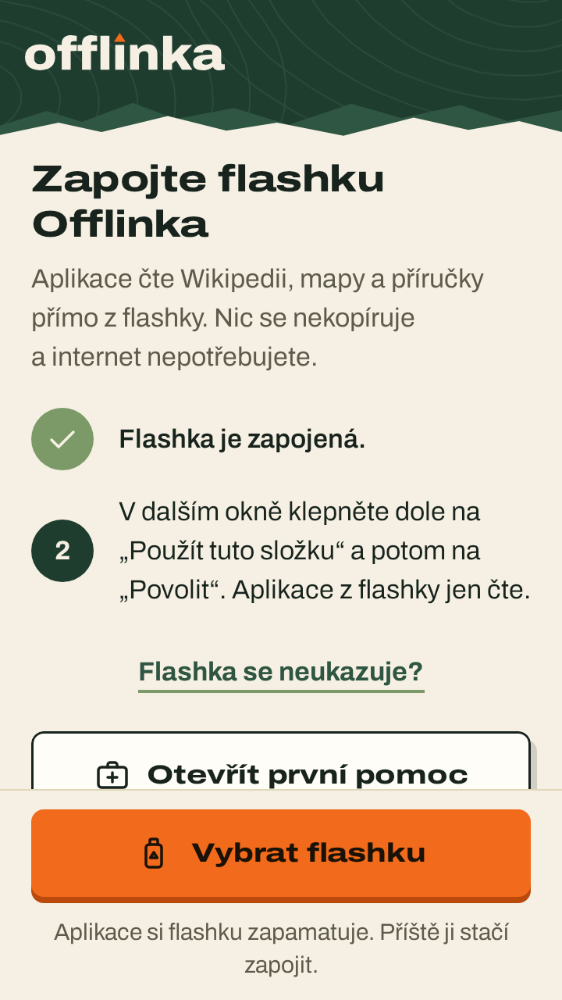 offlinka
Zapojte flashku
Offlinka
Aplikace čte Wikipedii, mapy a příručky
přímo z flashky. Nic se nekopíruje
a internet nepotřebujete.
Flashka je zapojená.
V dalším okně klepněte dole na
2
„Použít tuto složku“ a potom na
„Povolit“. Aplikace z flashky jen čte.
Flashka se neukazuje?
Otevřít první pomoc
Vybrat flashku
Aplikace si flashku zapamatuje. Příště ji stačí
zapojit.